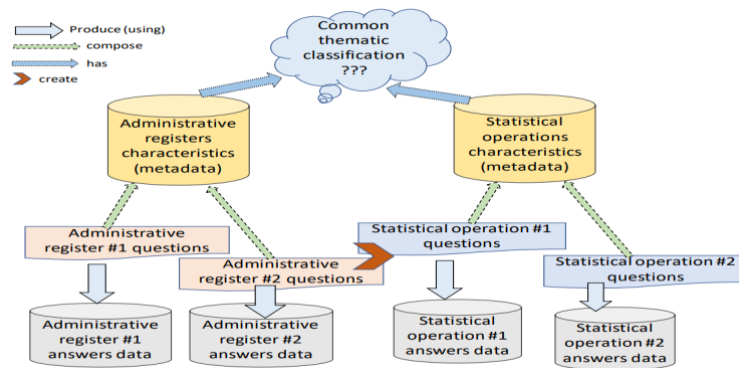 Produce (using)
compose
has
create
Common
thematic
classification
???
Administrative
registers
characteristics
(metadata)
Statistical
operations
characteristics
(metadata)
Administrative
register #1 questions
Administrative
register #2 questions
Statistical operation #1
questions
Statistical operation #2
questions
Administrative
register #1
answers data
Administrative
register #2
answers data
Statistical
operation #1
answers data
Statistical
operation #2
answers data